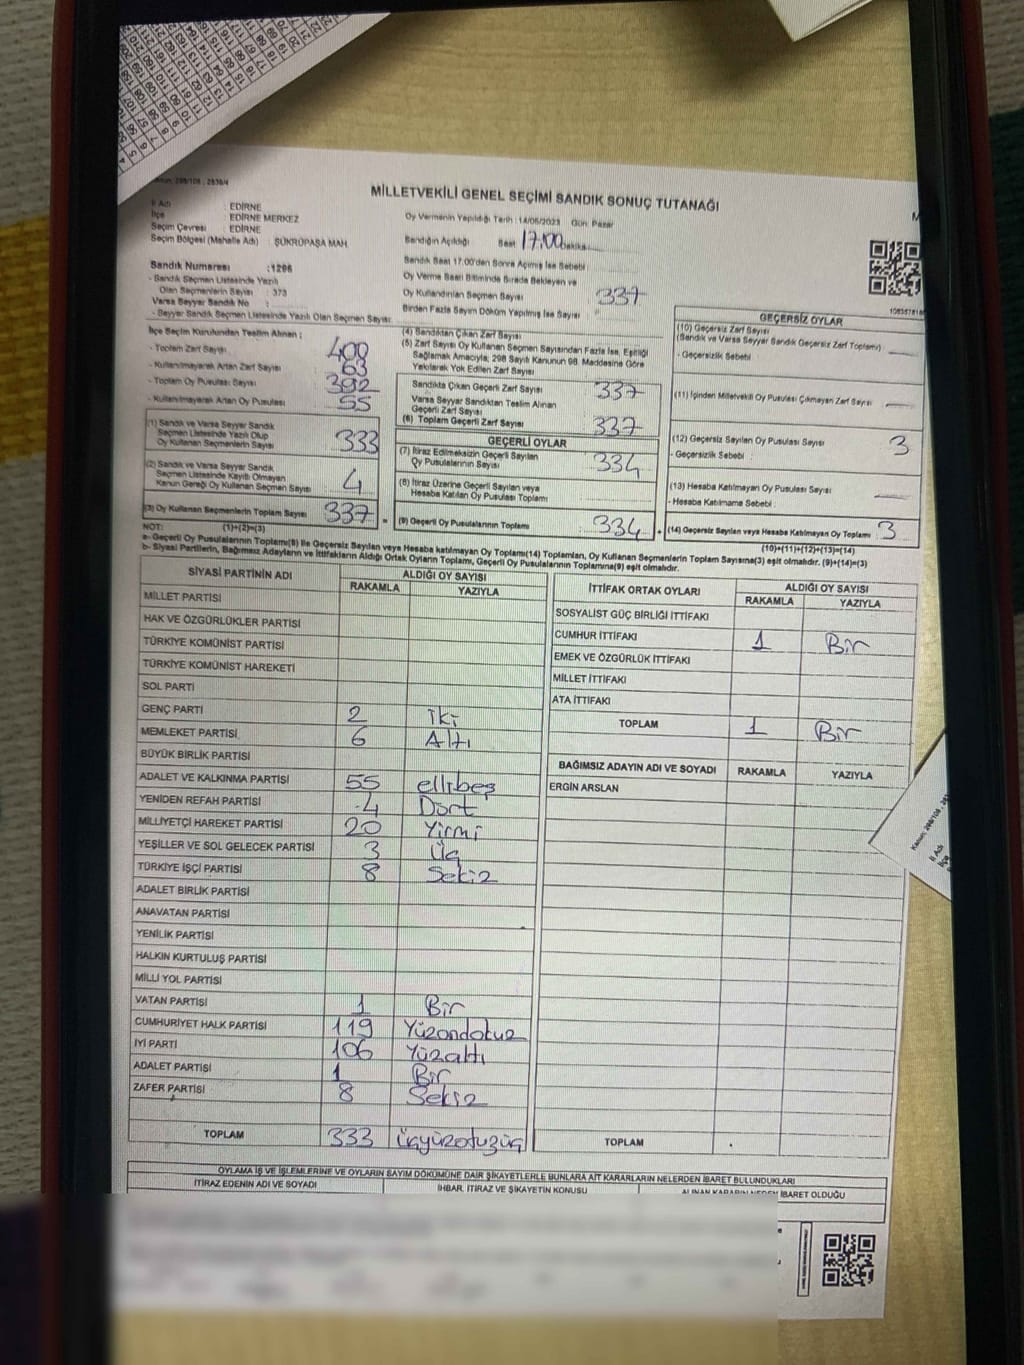 MİLLETVEKİLİ GENEL SEÇİMİ SANDIK SONUÇ TUTANAĞI
İl Adı : EDİRNE
İlçe : EDİRNE MERKEZ
Seçim Çevresi : EDİRNE
Seçim Bölgesi (Mahalle Adı) : ŞÜKRÜPAŞA MAH.
Oy Vermenin Yapıldığı Tarih : 14/05/2023 Gün: Pazar
Sandığın Açıldığı Saat 17:00 Dakika
Sandık Saat 17.00'den Sonra Açılmış İse Sebebi :
Sandık Numarası : 1296
- Sandık Seçmen Listesinde Yazılı
Olan Seçmenlerin Sayısı : 373
Varsa Seyyar Sandık No :
- Seyyar Sandık Seçmen Listesinde Yazılı Olan Seçmen Sayısı:
Oy Verme Saati Bitiminde Sırada Bekleyen ve
Oy Kullandırılan Seçmen Sayısı : 337
Birden Fazla Sayım Döküm Yapılmış İse Sayısı :
İlçe Seçim Kurulundan Teslim Alınan ;
- Toplam Zarf Sayısı : 400
- Kullanılmayarak Artan Zarf Sayısı : 63
- Toplam Oy Pusulası Sayısı : 392
- Kullanılmayarak Artan Oy Pusulası : 55
(1) Sandık ve Varsa Seyyar Sandık
Seçmen Listesinde Yazılı Olup
Oy Kullanan Seçmenlerin Sayısı : 333
(2) Sandık ve Varsa Seyyar Sandık
Seçmen Listesinde Kayıtlı Olmayan
Kanun Gereği Oy Kullanan Seçmen Sayısı : 4
(3) Oy Kullanan Seçmenlerin Toplam Sayısı : 337
(1)+(2)=(3)
(4) Sandıktan Çıkan Zarf Sayısı
(5) Zarf Sayısı Oy Kullanan Seçmen Sayısından Fazla İse, Eşitliği
Sağlamak Amacıyla; 298 Sayılı Kanunun 98. Maddesine Göre
Yakılarak Yok Edilen Zarf Sayısı
Sandıkta Çıkan Geçerli Zarf Sayısı : 337
Varsa Seyyar Sandıktan Teslim Alınan
Geçerli Zarf Sayısı
(6) Toplam Geçerli Zarf Sayısı : 337
GEÇERLİ OYLAR
(7) İtiraz Edilmeksizin Geçerli Sayılan
Oy Pusulalarının Sayısı : 334
(8) İtiraz Üzerine Geçerli Sayılan veya
Hesaba Katılan Oy Pusulası Toplamı
(9) Geçerli Oy Pusulalarının Toplamı : 334
GEÇERSİZ OYLAR
(10) Geçersiz Zarf Sayısı
(Sandık ve Varsa Seyyar Sandık Geçersiz Zarf Toplamı)
- Geçersizlik Sebebi :
(11) İçinden Milletvekili Oy Pusulası Çıkmayan Zarf Sayısı :
(12) Geçersiz Sayılan Oy Pusulası Sayısı : 3
- Geçersizlik Sebebi :
(13) Hesaba Katılmayan Oy Pusulası Sayısı :
- Hesaba Katılmama Sebebi :
(14) Geçersiz Sayılan veya Hesaba Katılmayan Oy Toplamı : 3
(10)+(11)+(12)+(13)=(14)
NOT:
a- Geçerli Oy Pusulalarının Toplamı(9) ile Geçersiz Sayılan veya Hesaba katılmayan Oy Toplamı(14) Toplamları, Oy Kullanan Seçmenlerin Toplam Sayısına(3) eşit olmalıdır. (9)+(14)=(3)
b- Siyasi Partilerin, Bağımsız Adayların ve İttifakların Aldığı Ortak Oyların Toplamı, Geçerli Oy Pusulalarının Toplamına(9) eşit olmalıdır.
SİYASİ PARTİNİN ADI ALDIĞI OY SAYISI
RAKAMLA YAZIYLA
MİLLET PARTİSİ
HAK VE ÖZGÜRLÜKLER PARTİSİ
TÜRKİYE KOMÜNİST PARTİSİ
TÜRKİYE KOMÜNİST HAREKETİ
SOL PARTİ
GENÇ PARTİ 2 iki
MEMLEKET PARTİSİ 6 Altı
BÜYÜK BİRLİK PARTİSİ
ADALET VE KALKINMA PARTİSİ 55 ellibeş
YENİDEN REFAH PARTİSİ 4 Dört
MİLLİYETÇİ HAREKET PARTİSİ 20 Yirmi
YEŞİLLER VE SOL GELECEK PARTİSİ 3 Üç
TÜRKİYE İŞÇİ PARTİSİ 8 Sekiz
ADALET BİRLİK PARTİSİ
ANAVATAN PARTİSİ
YENİLİK PARTİSİ
HALKIN KURTULUŞ PARTİSİ
MİLLİ YOL PARTİSİ
VATAN PARTİSİ 1 Bir
CUMHURİYET HALK PARTİSİ 119 Yüzondokuz
İYİ PARTİ 106 Yüzaltı
ADALET PARTİSİ 1 Bir
ZAFER PARTİSİ 8 Sekiz
TOPLAM 333 üçyüzotuzüç
İTTİFAK ORTAK OYLARI ALDIĞI OY SAYISI
RAKAMLA YAZIYLA
SOSYALİST GÜÇ BİRLİĞİ İTTİFAKI
CUMHUR İTTİFAKI 1 Bir
EMEK VE ÖZGÜRLÜK İTTİFAKI
MİLLET İTTİFAKI
ATA İTTİFAKI
TOPLAM 1 Bir
BAĞIMSIZ ADAYIN ADI VE SOYADI RAKAMLA YAZIYLA
ERGİN ARSLAN
TOPLAM
OYLAMA İŞ VE İŞLEMLERİNE VE OYLARIN SAYIM DÖKÜMÜNE DAİR ŞİKAYETLERLE BUNLARA AİT KARARLARIN NELERDEN İBARET BULUNDUKLARI
İTİRAZ EDENİN ADI VE SOYADI İHBAR, İTİRAZ VE ŞİKAYETİN KONUSU ALINAN KARARIN NEDEN İBARET OLDUĞU